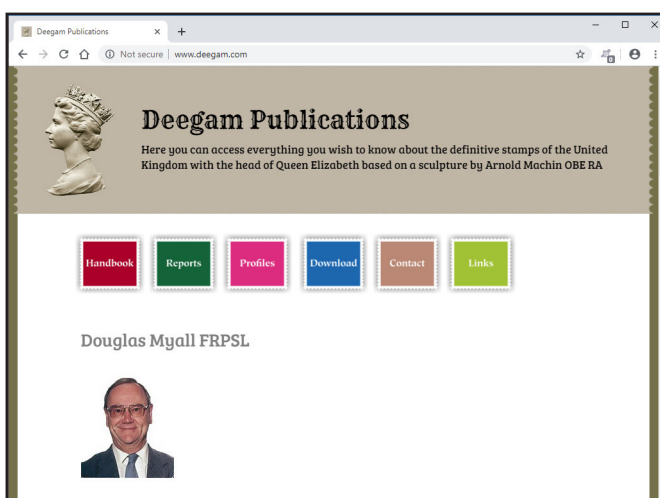 Deegam Publications
Not secure | www.deegam.com
0
Deegam Publications
Here you can access everything you wish to know about the definitive stamps of the United
Kingdom with the head of Queen Elizabeth based on a sculpture by Arnold Machin OBE RA
Handbook Reports Profiles Download Contact Links
Douglas Myall FRPSL